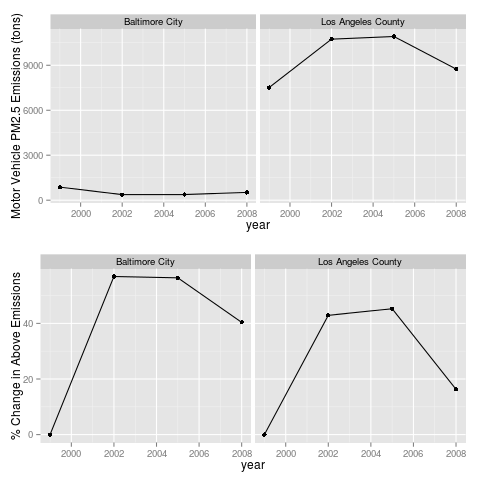 Baltimore City
Los Angeles County
Motor Vehicle PM2.5 Emissions (tons)
9000
6000
3000
0
2000 2002 2004 2006 2008
2000 2002 2004 2006 2008
year
Baltimore City
Los Angeles County
% Change in Above Emissions
40
20
0
2000 2002 2004 2006 2008
2000 2002 2004 2006 2008
year